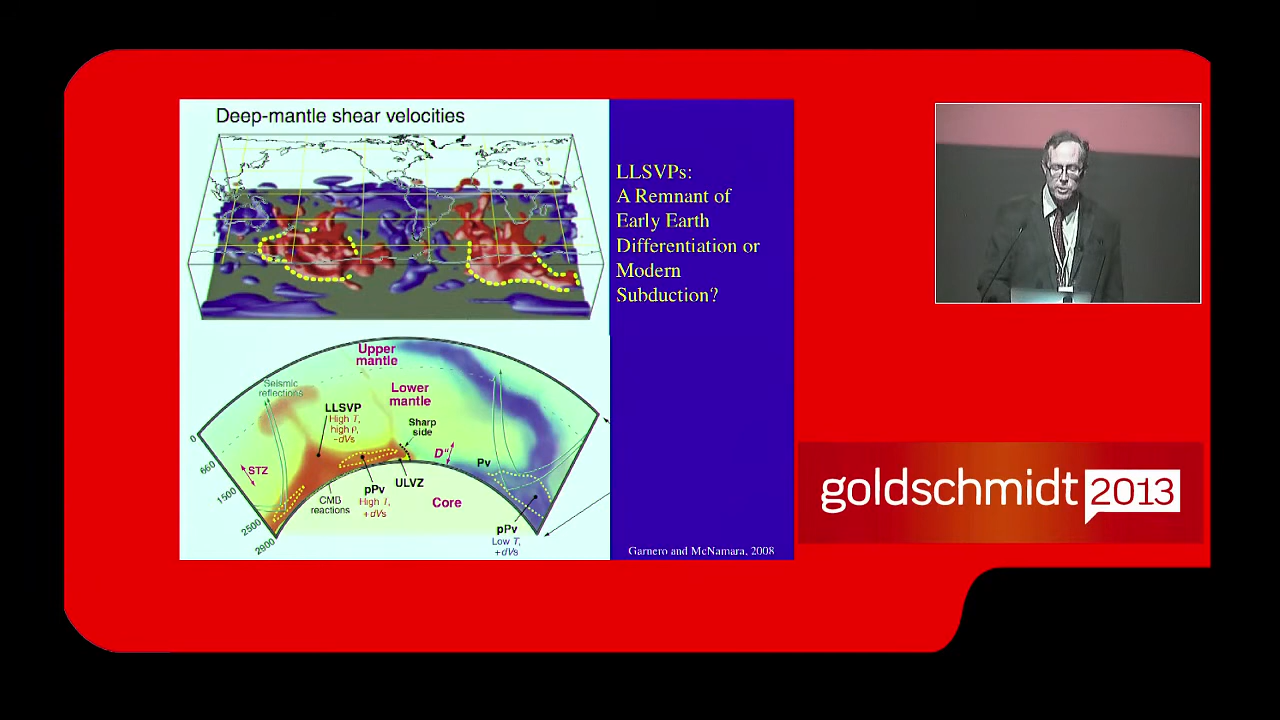 Deep-mantle shear velocities
LLSVPs:
A Remnant of
Early Earth
Differentiation or
Modern
Subduction?
Upper
mantle
Lower
mantle
Seismic
reflections
LLSVP
High T,
high ρ,
-dVs
Sharp
side
D"
STZ
Pv
ULVZ
CMB
reactions
pPv
High T,
+dVs
Core
pPv
Low T,
+dVs
0
660
1500
2500
2900
Garnero and McNamara, 2008
goldschmidt 2013